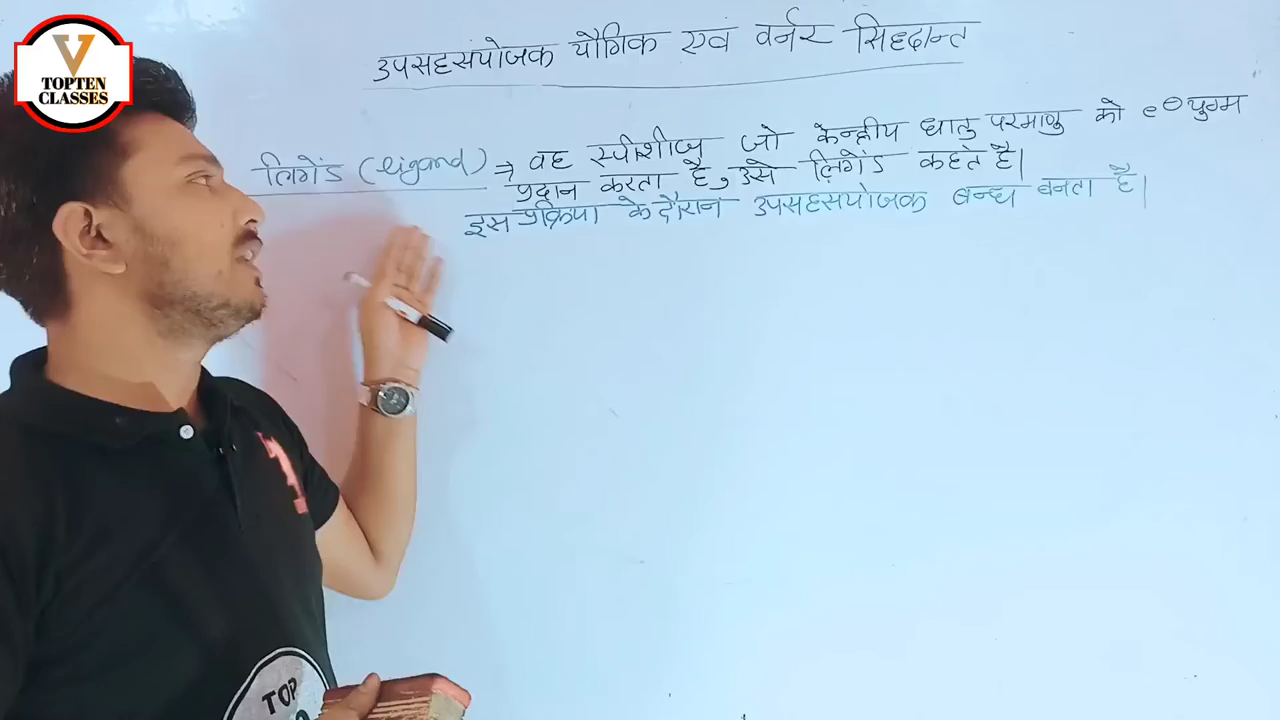 V
TOPTEN
CLASSES
उपसहसंयोजक यौगिक एवं वर्नर सिद्धान्त
लिगेंड (ligand) ⇒ वह स्पीशीज जो केन्द्रीय धातु परमाणु को e⊖ युग्म
प्रदान करता है, उसे लिगेंड कहते है।
इस प्रक्रिया के दौरान उपसहसंयोजक बन्ध बनता है।
TOP